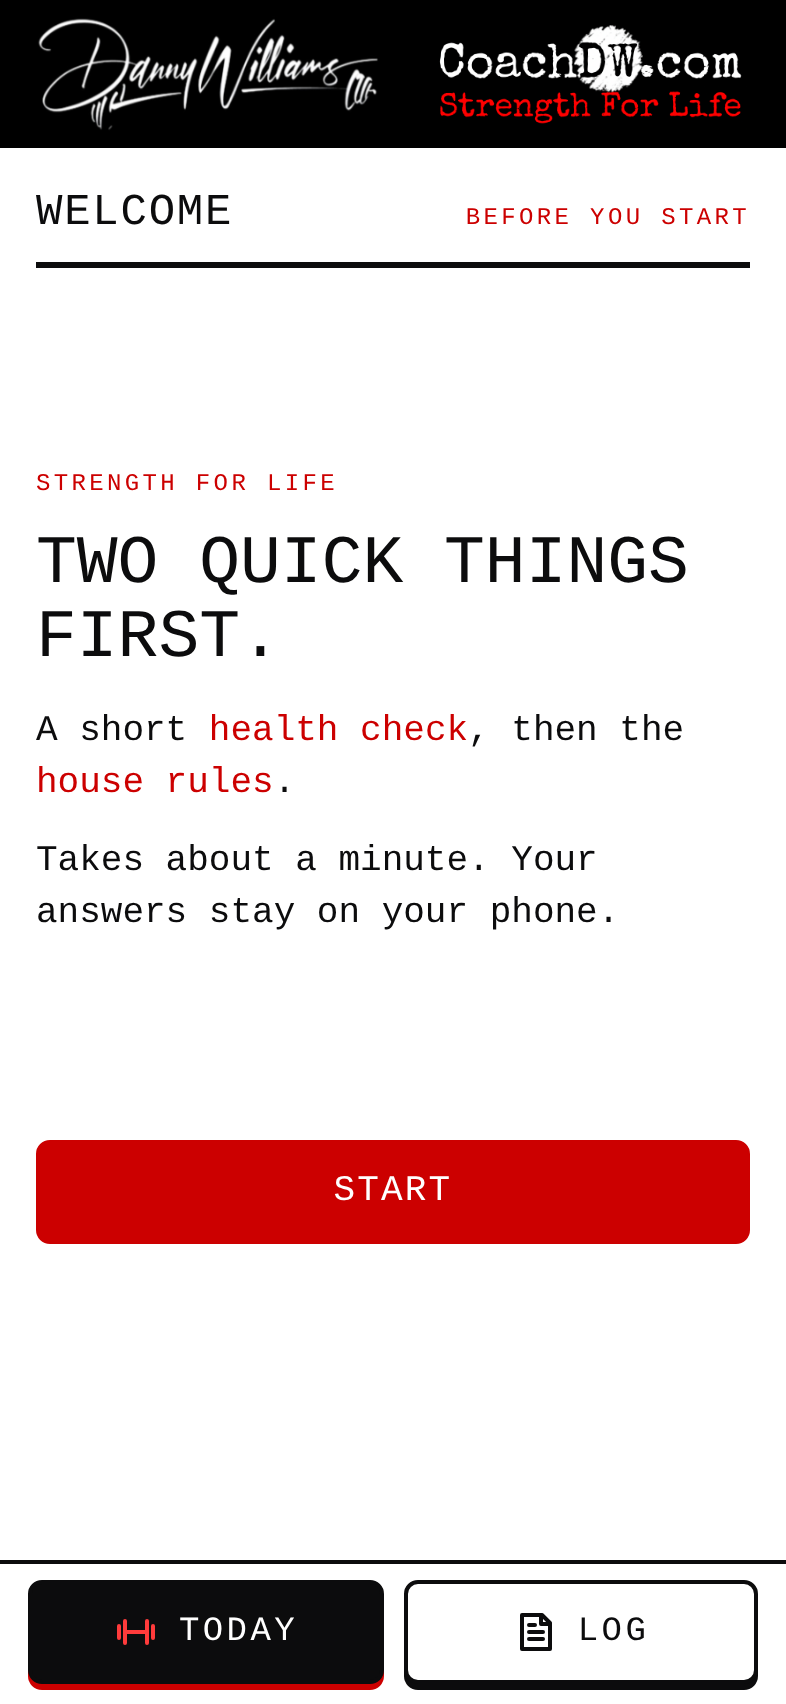 Danny Williams
CoachDW.com
Strength For Life
WELCOME
BEFORE YOU START
STRENGTH FOR LIFE
TWO QUICK THINGS
FIRST.
A short health check, then the
house rules.
Takes about a minute. Your
answers stay on your phone.
START
TODAY
LOG